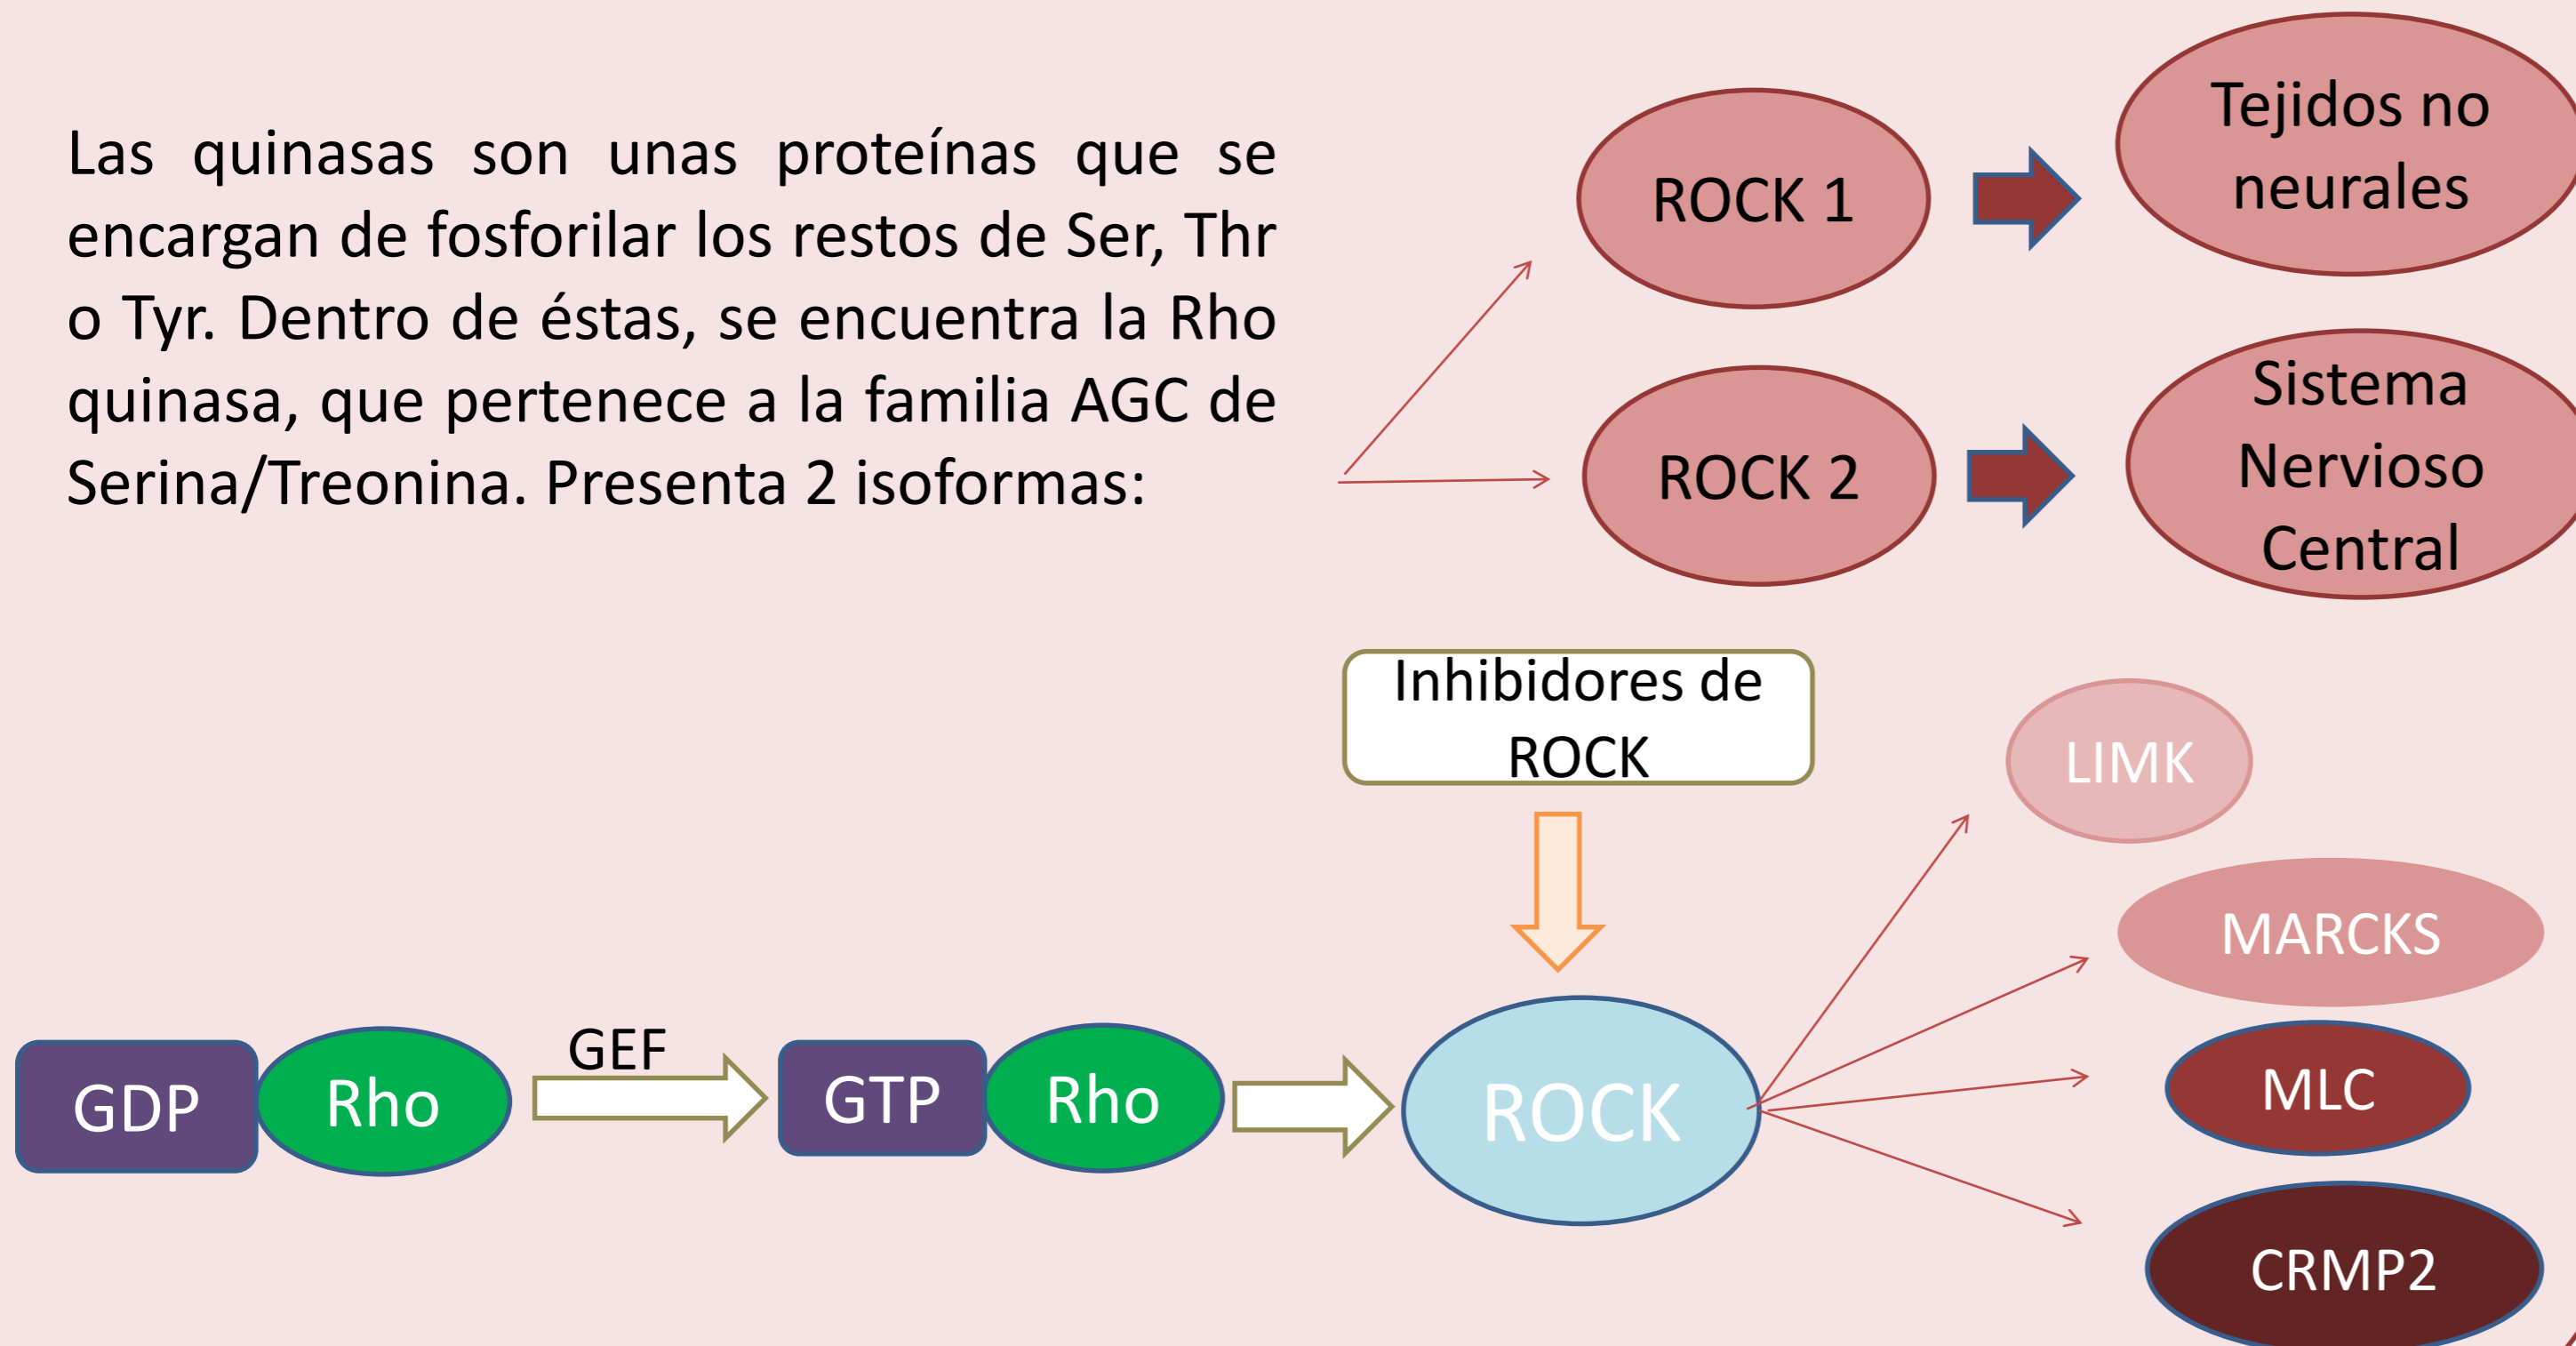 Las quinasas son unas proteínas que se
encargan de fosforilar los restos de Ser, Thr
o Tyr. Dentro de éstas, se encuentra la Rho
quinasa, que pertenece a la familia AGC de
Serina/Treonina. Presenta 2 isoformas:
ROCK 1
Tejidos no
neurales
ROCK 2
Sistema
Nervioso
Central
Inhibidores de
ROCK
LIMK
MARCKS
MLC
CRMP2
GDP
Rho
GEF
GTP
Rho
ROCK